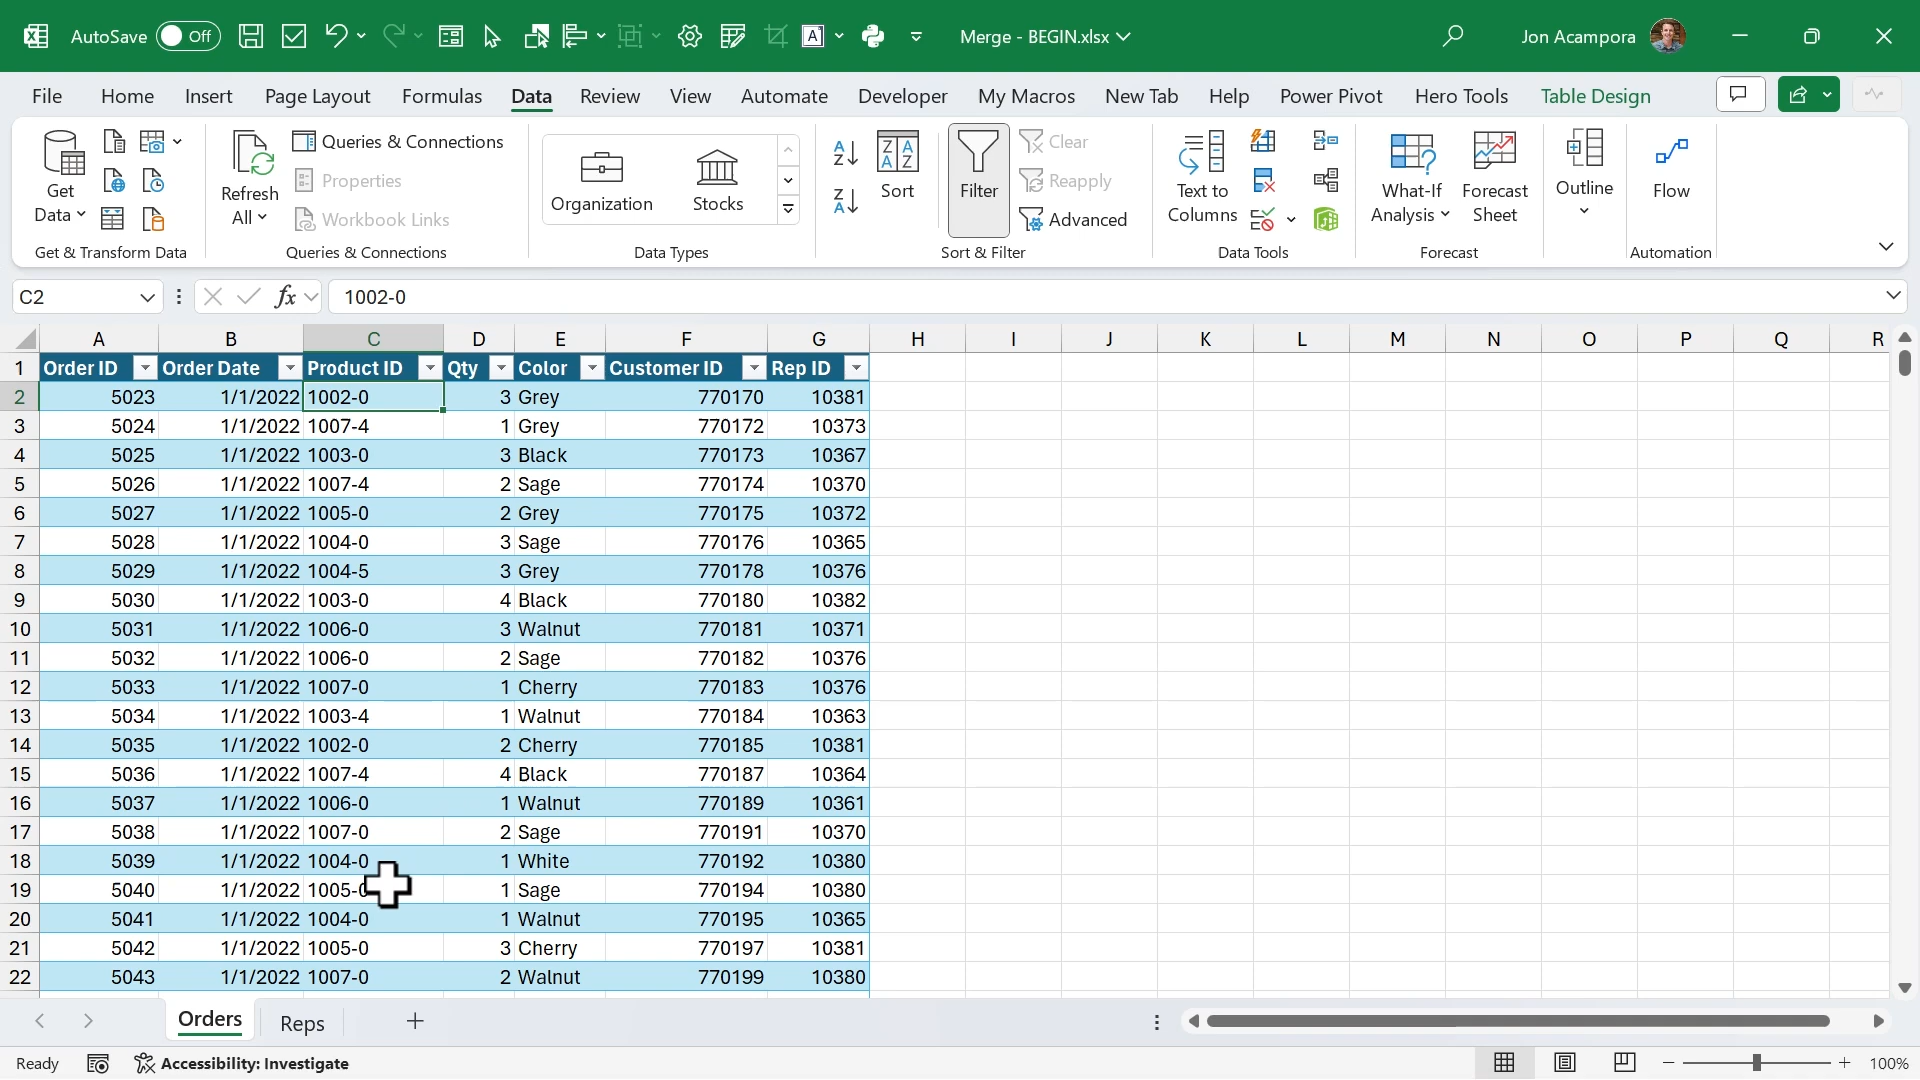 AutoSave Off A Merge - BEGIN.xlsx Jon Acampora
File Home Insert Page Layout Formulas Data Review View Automate Developer My Macros New Tab Help Power Pivot Hero Tools Table Design
Get Data
Get & Transform Data
Refresh All
Queries & Connections
Properties
Workbook Links
Queries & Connections
Organization
Stocks
Data Types
Sort
Filter
Clear
Reapply
Advanced
Sort & Filter
Text to Columns
Data Tools
What-If Analysis
Forecast Sheet
Forecast
Outline
Flow
Automation
C2 fx 1002-0
A B C D E F G H I J K L M N O P Q R
1 Order ID Order Date Product ID Qty Color Customer ID Rep ID
2 5023 1/1/2022 1002-0 3 Grey 770170 10381
3 5024 1/1/2022 1007-4 1 Grey 770172 10373
4 5025 1/1/2022 1003-0 3 Black 770173 10367
5 5026 1/1/2022 1007-4 2 Sage 770174 10370
6 5027 1/1/2022 1005-0 2 Grey 770175 10372
7 5028 1/1/2022 1004-0 3 Sage 770176 10365
8 5029 1/1/2022 1004-5 3 Grey 770178 10376
9 5030 1/1/2022 1003-0 4 Black 770180 10382
10 5031 1/1/2022 1006-0 3 Walnut 770181 10371
11 5032 1/1/2022 1006-0 2 Sage 770182 10376
12 5033 1/1/2022 1007-0 1 Cherry 770183 10376
13 5034 1/1/2022 1003-4 1 Walnut 770184 10363
14 5035 1/1/2022 1002-0 2 Cherry 770185 10381
15 5036 1/1/2022 1007-4 4 Black 770187 10364
16 5037 1/1/2022 1006-0 1 Walnut 770189 10361
17 5038 1/1/2022 1007-0 2 Sage 770191 10370
18 5039 1/1/2022 1004-0 1 White 770192 10380
19 5040 1/1/2022 1005-0 1 Sage 770194 10380
20 5041 1/1/2022 1004-0 1 Walnut 770195 10365
21 5042 1/1/2022 1005-0 3 Cherry 770197 10381
22 5043 1/1/2022 1007-0 2 Walnut 770199 10380
Orders Reps
Ready Accessibility: Investigate 100%